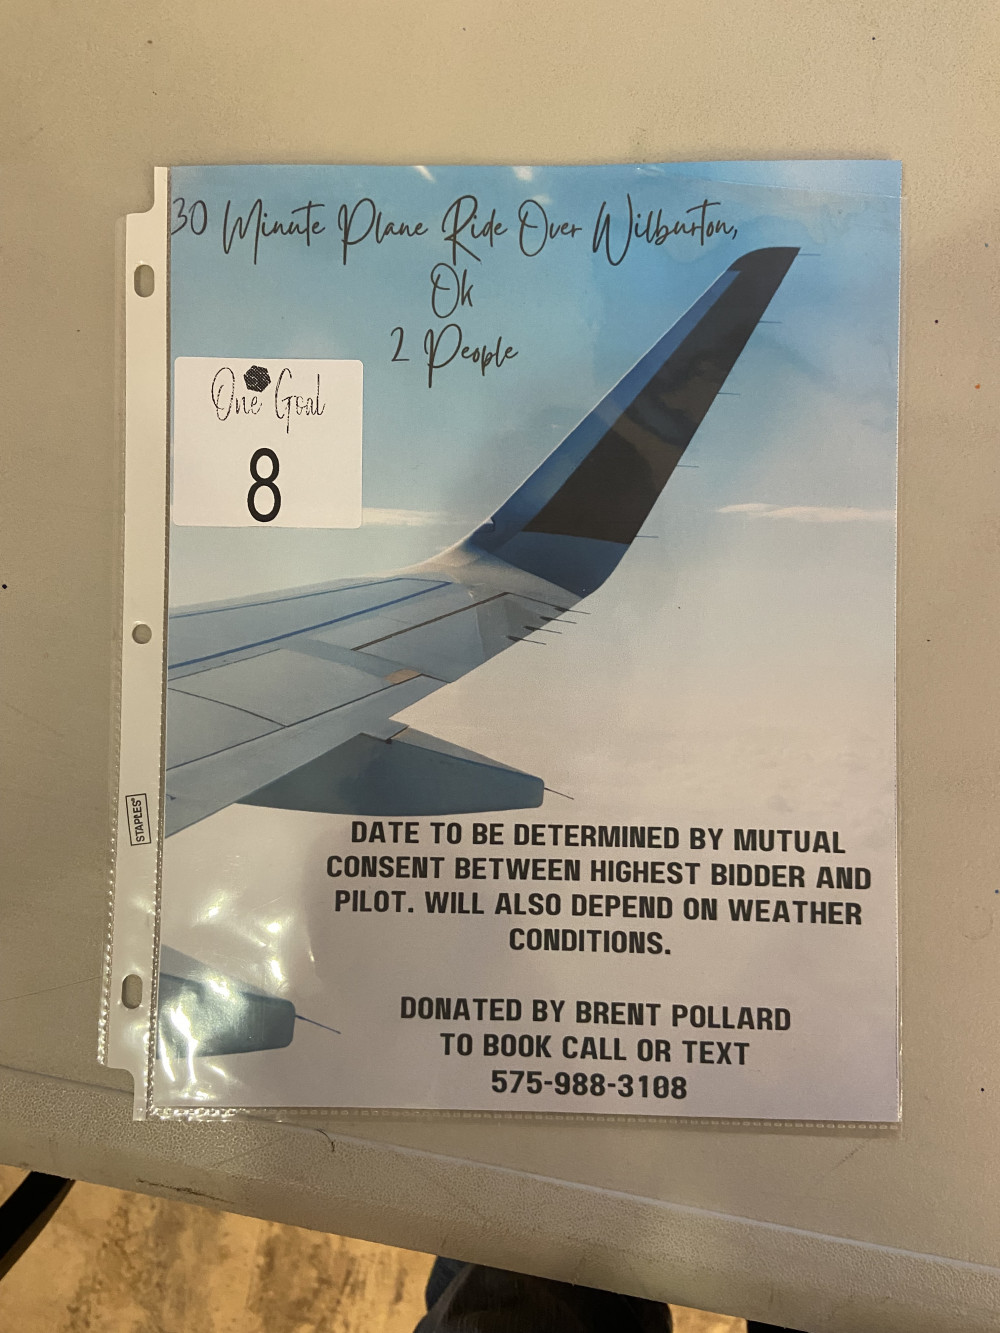 30 Minute Plane Ride Over Wilburton,
Ok
2 People
One Goal
8
STAPLES
DATE TO BE DETERMINED BY MUTUAL
CONSENT BETWEEN HIGHEST BIDDER AND
PILOT. WILL ALSO DEPEND ON WEATHER
CONDITIONS.
DONATED BY BRENT POLLARD
TO BOOK CALL OR TEXT
575-988-3108